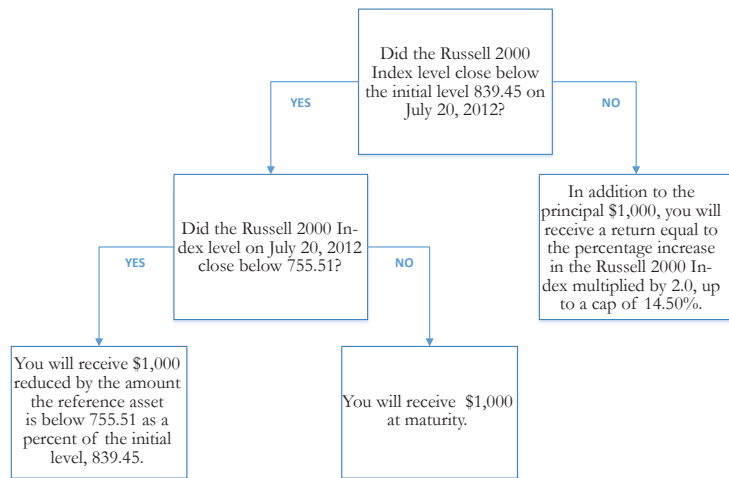 Did the Russell 2000
Index level close below
the initial level 839.45 on
July 20, 2012?
YES
NO
Did the Russell 2000 In-
dex level on July 20, 2012
close below 755.51?
In addition to the
principal $1,000, you will
receive a return equal to
the percentage increase
in the Russell 2000 In-
dex multiplied by 2.0, up
to a cap of 14.50%.
YES
NO
You will receive $1,000
reduced by the amount
the reference asset
is below 755.51 as a
percent of the initial
level, 839.45.
You will receive $1,000
at maturity.